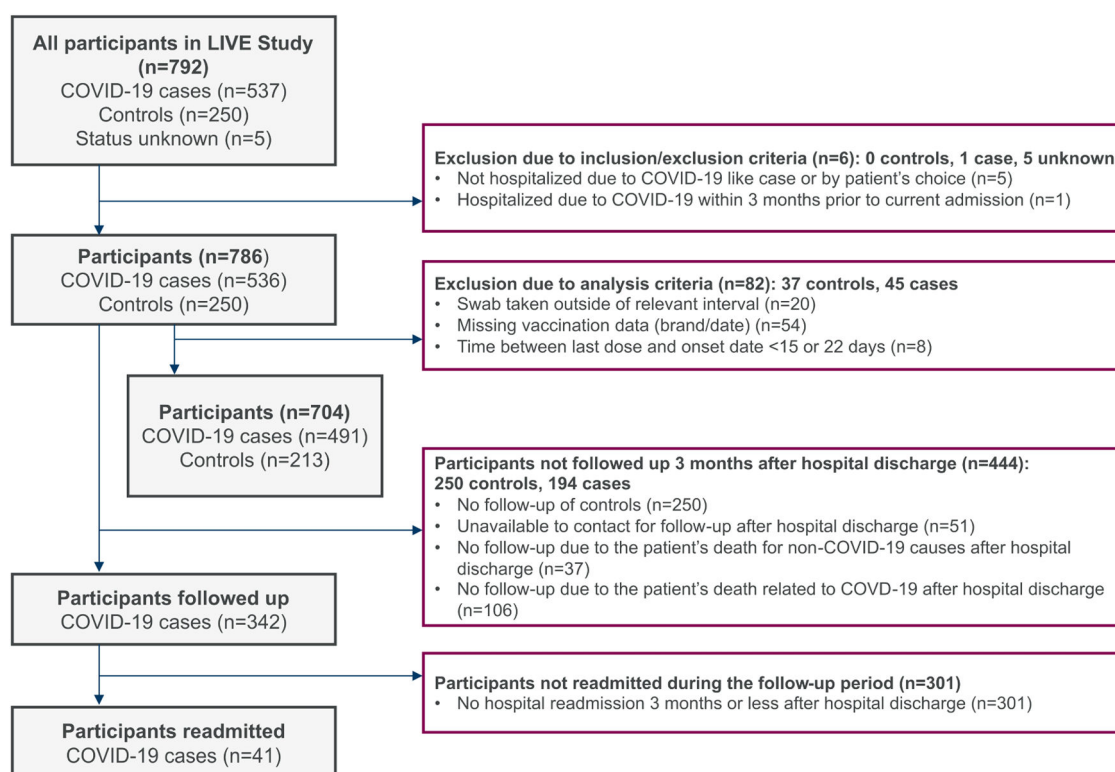 All participants in LIVE Study
(n=792)
COVID-19 cases (n=537)
Controls (n=250)
Status unknown (n=5)
Exclusion due to inclusion/exclusion criteria (n=6): 0 controls, 1 case, 5 unknown
• Not hospitalized due to COVID-19 like case or by patient's choice (n=5)
• Hospitalized due to COVID-19 within 3 months prior to current admission (n=1)
Participants (n=786)
COVID-19 cases (n=536)
Controls (n=250)
Exclusion due to analysis criteria (n=82): 37 controls, 45 cases
• Swab taken outside of relevant interval (n=20)
• Missing vaccination data (brand/date) (n=54)
• Time between last dose and onset date <15 or 22 days (n=8)
Participants (n=704)
COVID-19 cases (n=491)
Controls (n=213)
Participants not followed up 3 months after hospital discharge (n=444):
250 controls, 194 cases
• No follow-up of controls (n=250)
• Unavailable to contact for follow-up after hospital discharge (n=51)
• No follow-up due to the patient's death for non-COVID-19 causes after hospital
discharge (n=37)
• No follow-up due to the patient's death related to COVD-19 after hospital discharge
(n=106)
Participants followed up
COVID-19 cases (n=342)
Participants not readmitted during the follow-up period (n=301)
• No hospital readmission 3 months or less after hospital discharge (n=301)
Participants readmitted
COVID-19 cases (n=41)